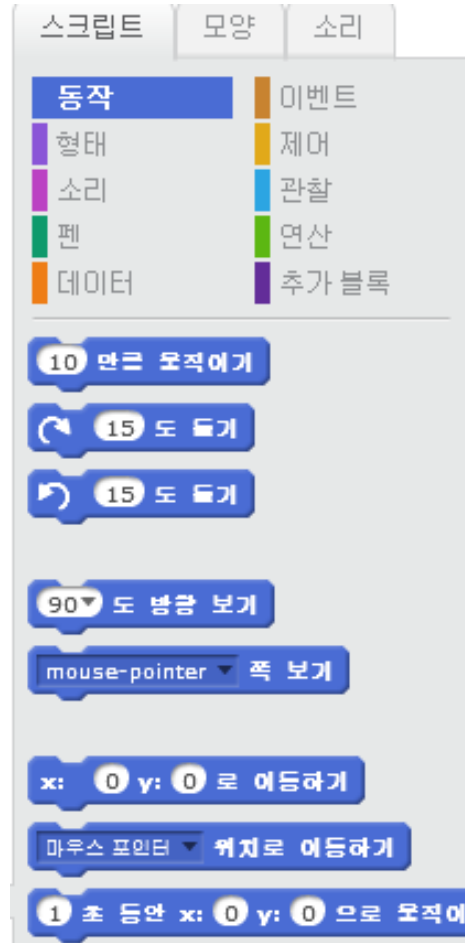 스크립트 모양 소리
동작 이벤트
형태 제어
소리 관찰
펜 연산
데이터 추가 블록
10 만큼 움직이기
15 도 돌기
15 도 돌기
90 도 방향 보기
mouse-pointer 쪽 보기
x: 0 y: 0 로 이동하기
마우스 포인터 위치로 이동하기
1 초 동안 x: 0 y: 0 으로